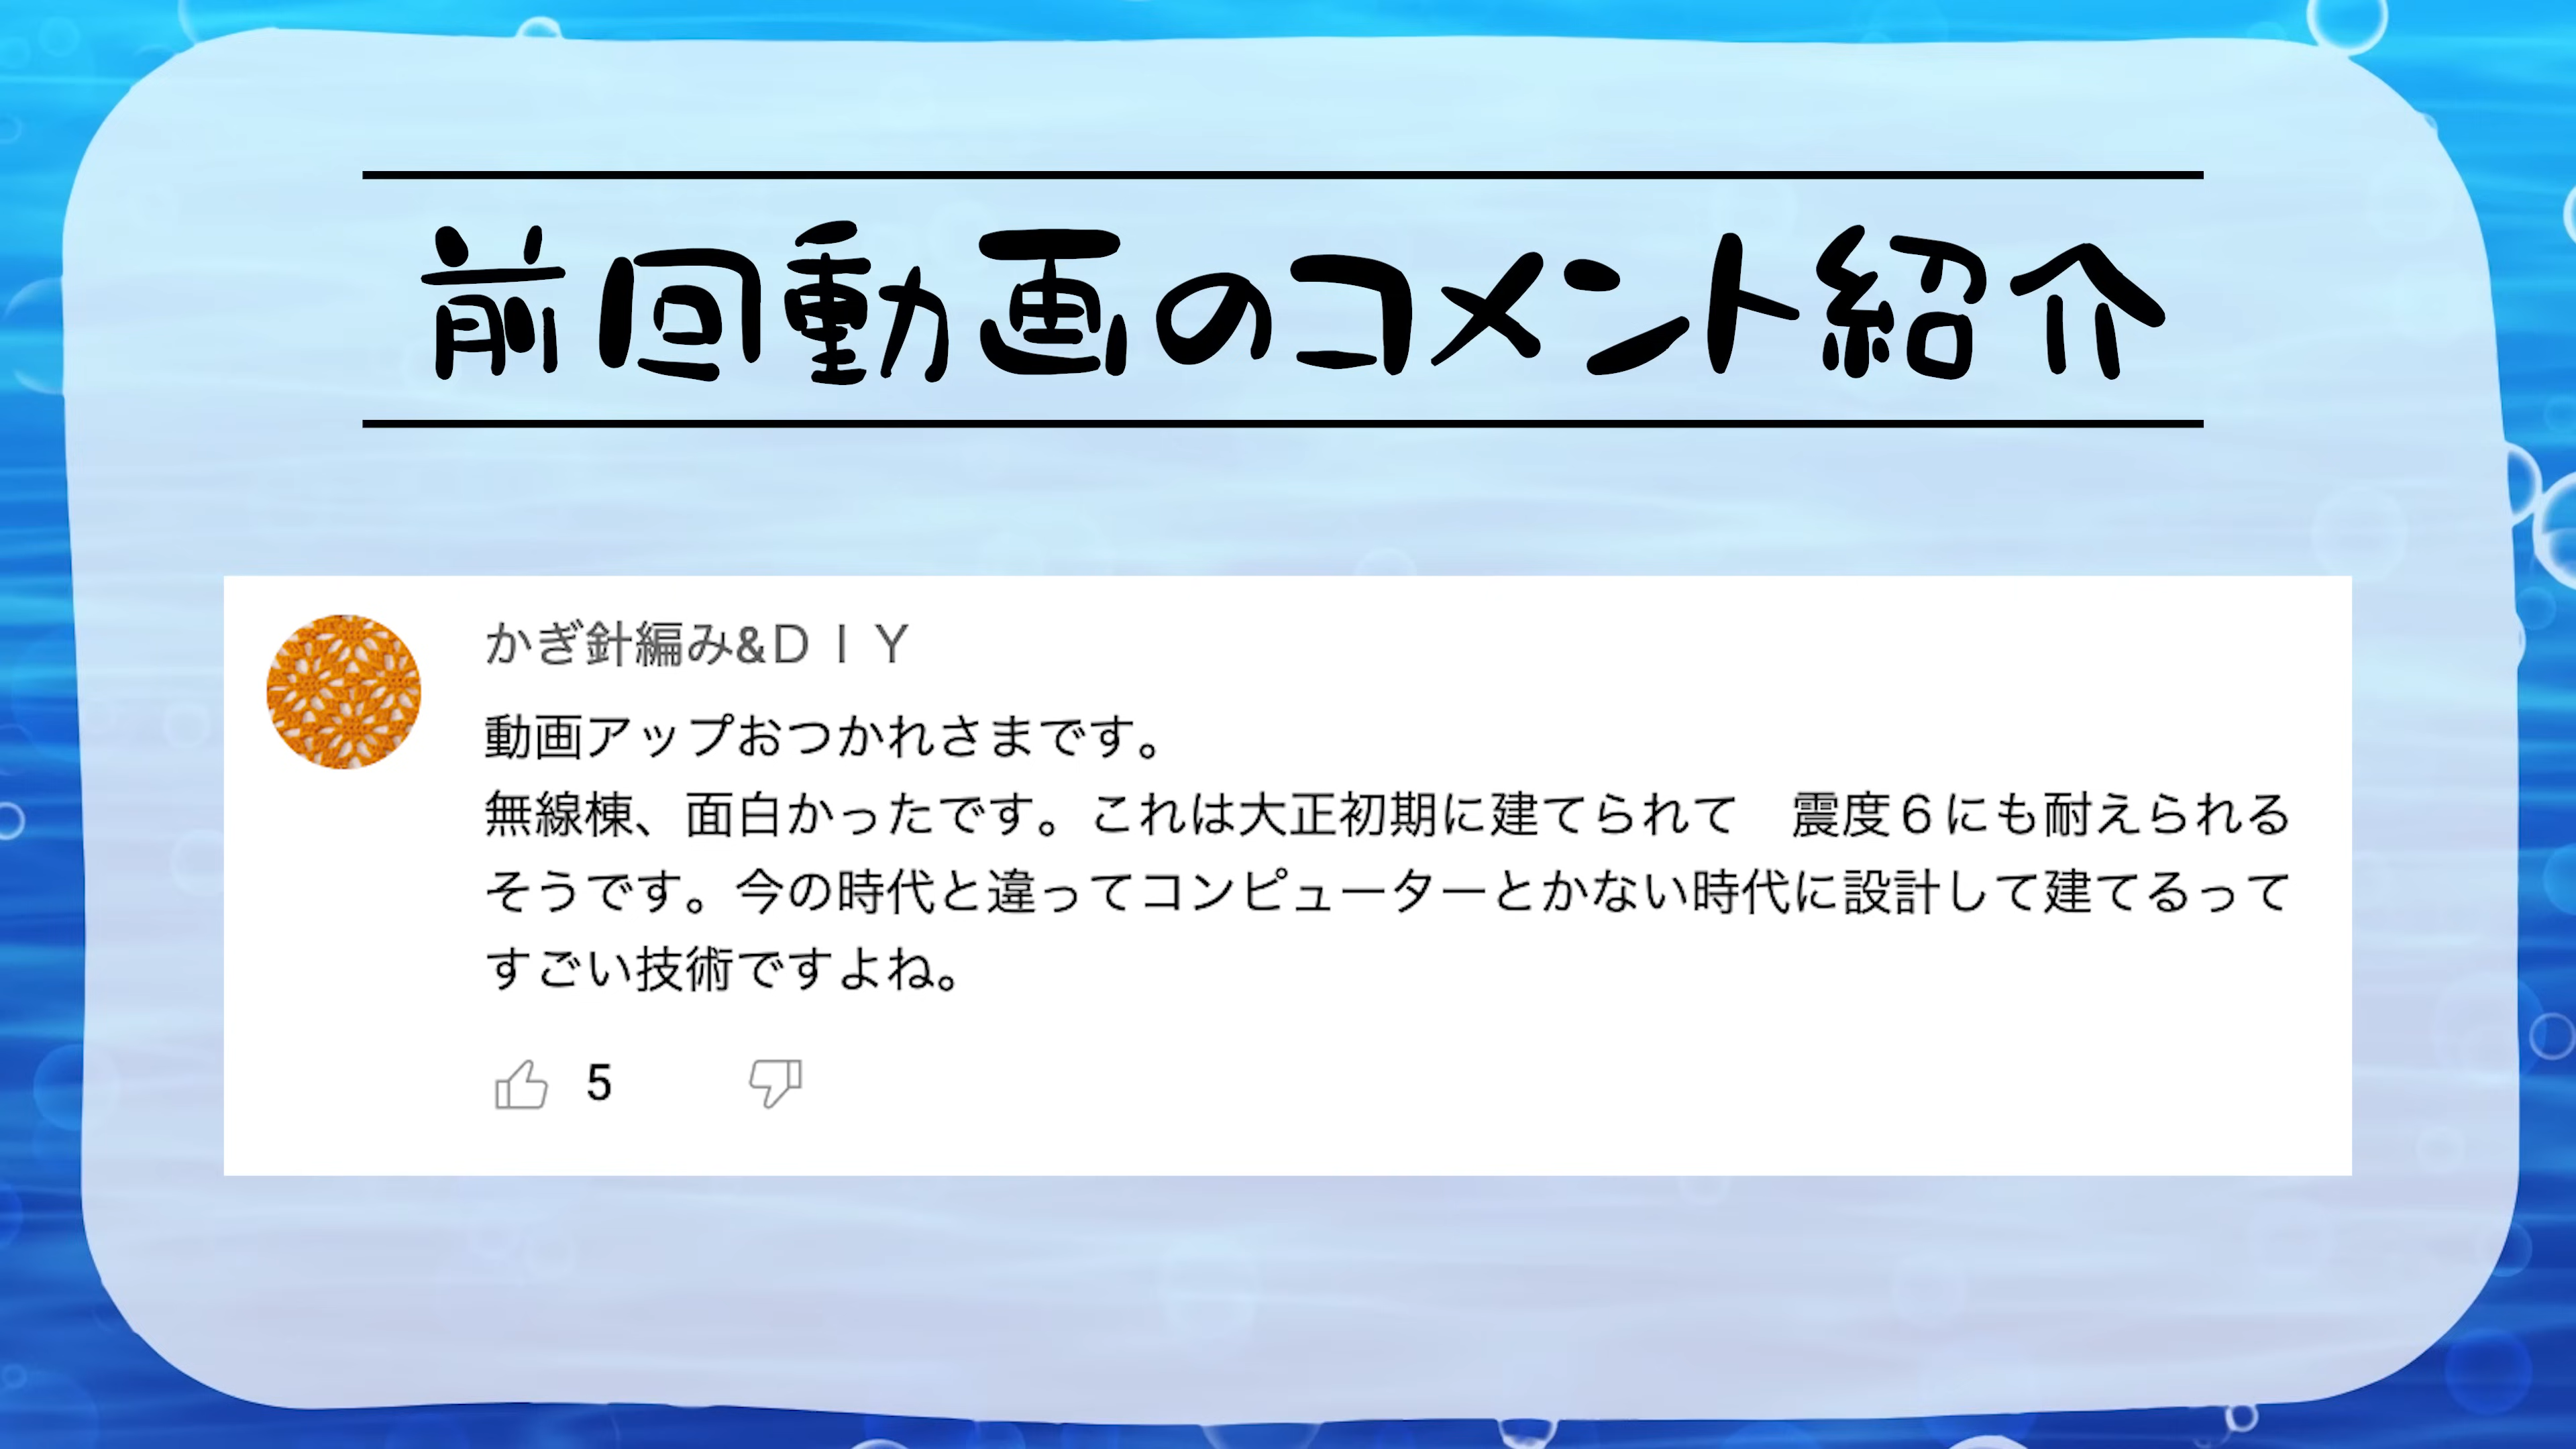 前回動画のコメント紹介
かぎ針編み&ＤＩＹ
動画アップおつかれさまです。
無線棟、面白かったです。これは大正初期に建てられて　震度６にも耐えられる
そうです。今の時代と違ってコンピューターとかない時代に設計して建てるって
すごい技術ですよね。
5